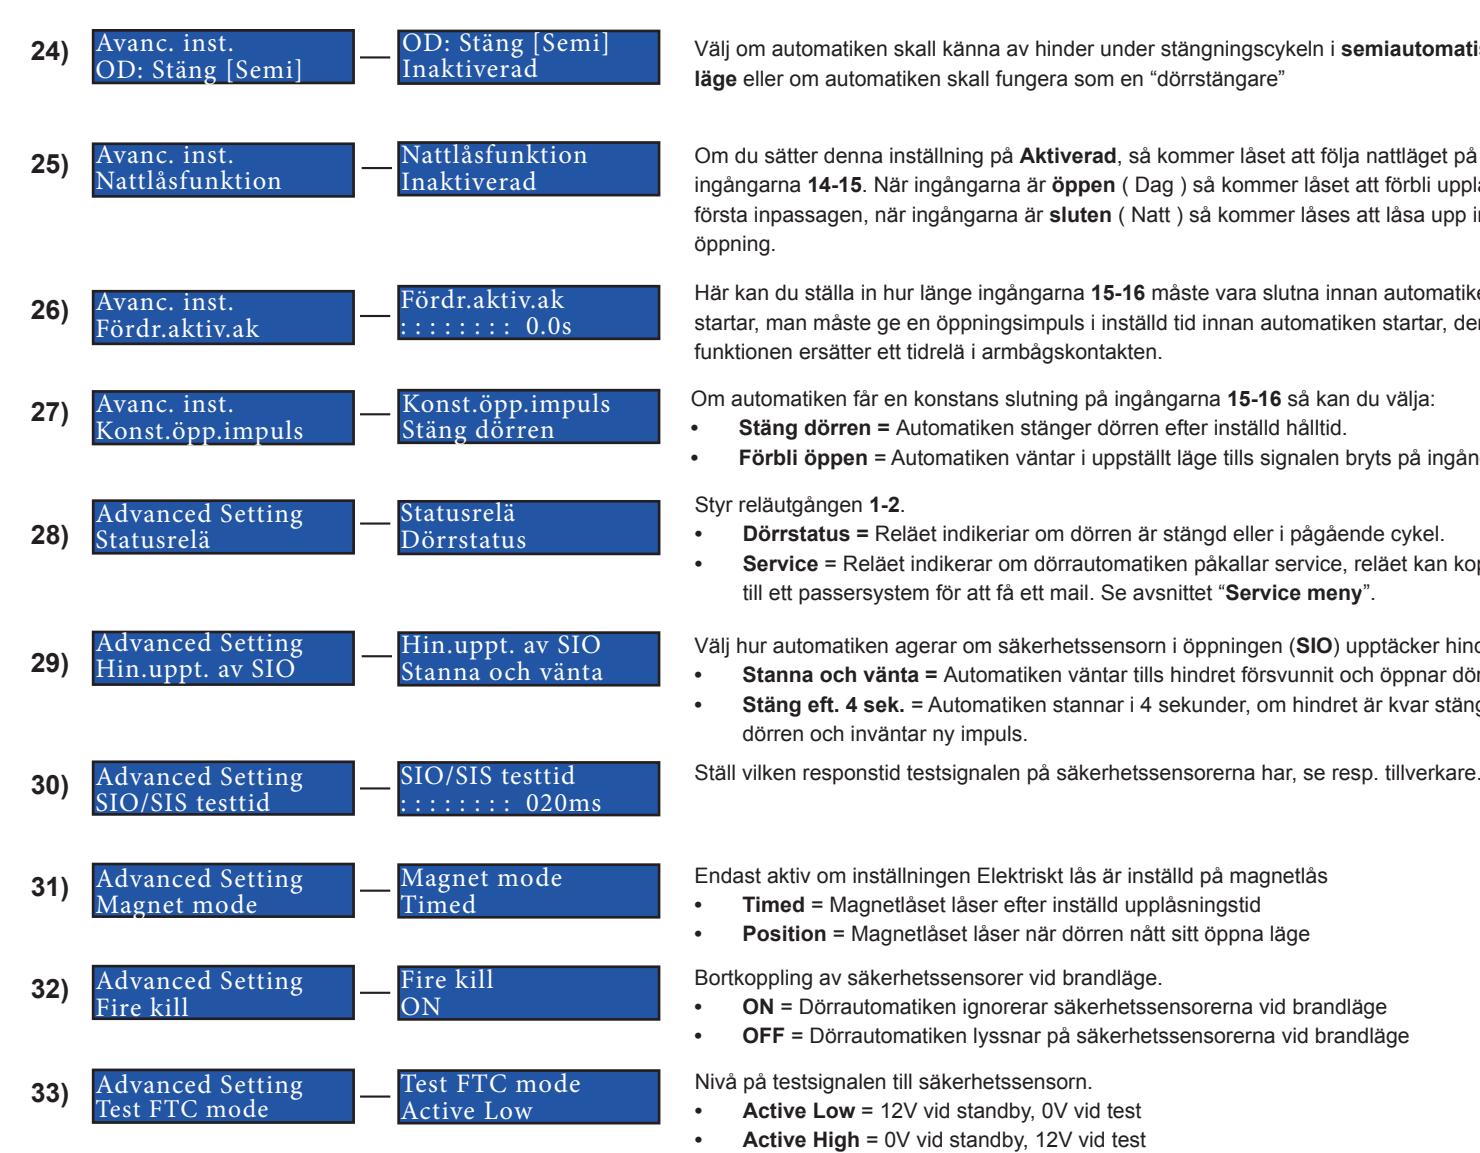 24)
Avanc. inst.
OD: Stäng [Semi]
OD: Stäng [Semi]
Inaktiverad
Välj om automatiken skall känna av hinder under stängningscykeln i
läge eller om automatiken skall fungera som en “dörrstängare”
25)
Avanc. inst.
Nattlåsfunktion
Nattlåsfunktion
Inaktiverad
Om du sätter denna inställning på Aktiverad, så kommer låset att följa nattläget på
ingångarna 14-15. När ingångarna är öppen ( Dag ) så kommer låset att förbli
första inpassagen, när ingångarna är sluten ( Natt ) så kommer låses att låsa upp
öppning.
26)
Avanc. inst.
Fördr.aktiv.ak
Fördr.aktiv.ak
: : : : : : : : 0.0s
Här kan du ställa in hur länge ingångarna 15-16 måste vara slutna innan
startar, man måste ge en öppningsimpuls i inställd tid innan automatiken startar,
funktionen ersätter ett tidrelä i armbågskontakten.
27)
Avanc. inst.
Konst.öpp.impuls
Konst.öpp.impuls
Stäng dörren
Om automatiken får en konstans slutning på ingångarna 15-16 så kan du välja:
• Stäng dörren = Automatiken stänger dörren efter inställd hålltid.
• Förbli öppen = Automatiken väntar i uppställt läge tills signalen bryts på
28)
Advanced Setting
Statusrelä
Statusrelä
Dörrstatus
Styr reläutgången 1-2.
• Dörrstatus = Reläet indikeriar om dörren är stängd eller i pågående cykel.
• Service = Reläet indikerar om dörrautomatiken påkallar service, reläet kan
till ett passersystem för att få ett mail. Se avsnittet “Service meny”.
29)
Advanced Setting
Hin.uppt. av SIO
Hin.uppt. av SIO
Stanna och vänta
Välj hur automatiken agerar om säkerhetssensorn i öppningen (SIO) upptäcker
• Stanna och vänta = Automatiken väntar tills hindret försvunnit och öppnar
• Stäng eft. 4 sek. = Automatiken stannar i 4 sekunder, om hindret är kvar
dörren och inväntar ny impuls.
30)
Advanced Setting
SIO/SIS testtid
SIO/SIS testtid
: : : : : : : : 020ms
Ställ vilken responstid testsignalen på säkerhetssensorerna har, se resp. tillverkare.
31)
Advanced Setting
Magnet mode
Magnet mode
Timed
Endast aktiv om inställningen Elektriskt lås är inställd på magnetlås
• Timed = Magnetlåset låser efter inställd upplåsningstid
• Position = Magnetlåset låser när dörren nått sitt öppna läge
32)
Advanced Setting
Fire kill
Fire kill
ON
Bortkoppling av säkerhetssensorer vid brandläge.
• ON = Dörrautomatiken ignorerar säkerhetssensorerna vid brandläge
• OFF = Dörrautomatiken lyssnar på säkerhetssensorerna vid brandläge
33)
Advanced Setting
Test FTC mode
Test FTC mode
Active Low
Nivå på testsignalen till säkerhetssensorn.
• Active Low = 12V vid standby, 0V vid test
• Active High = 0V vid standby, 12V vid test